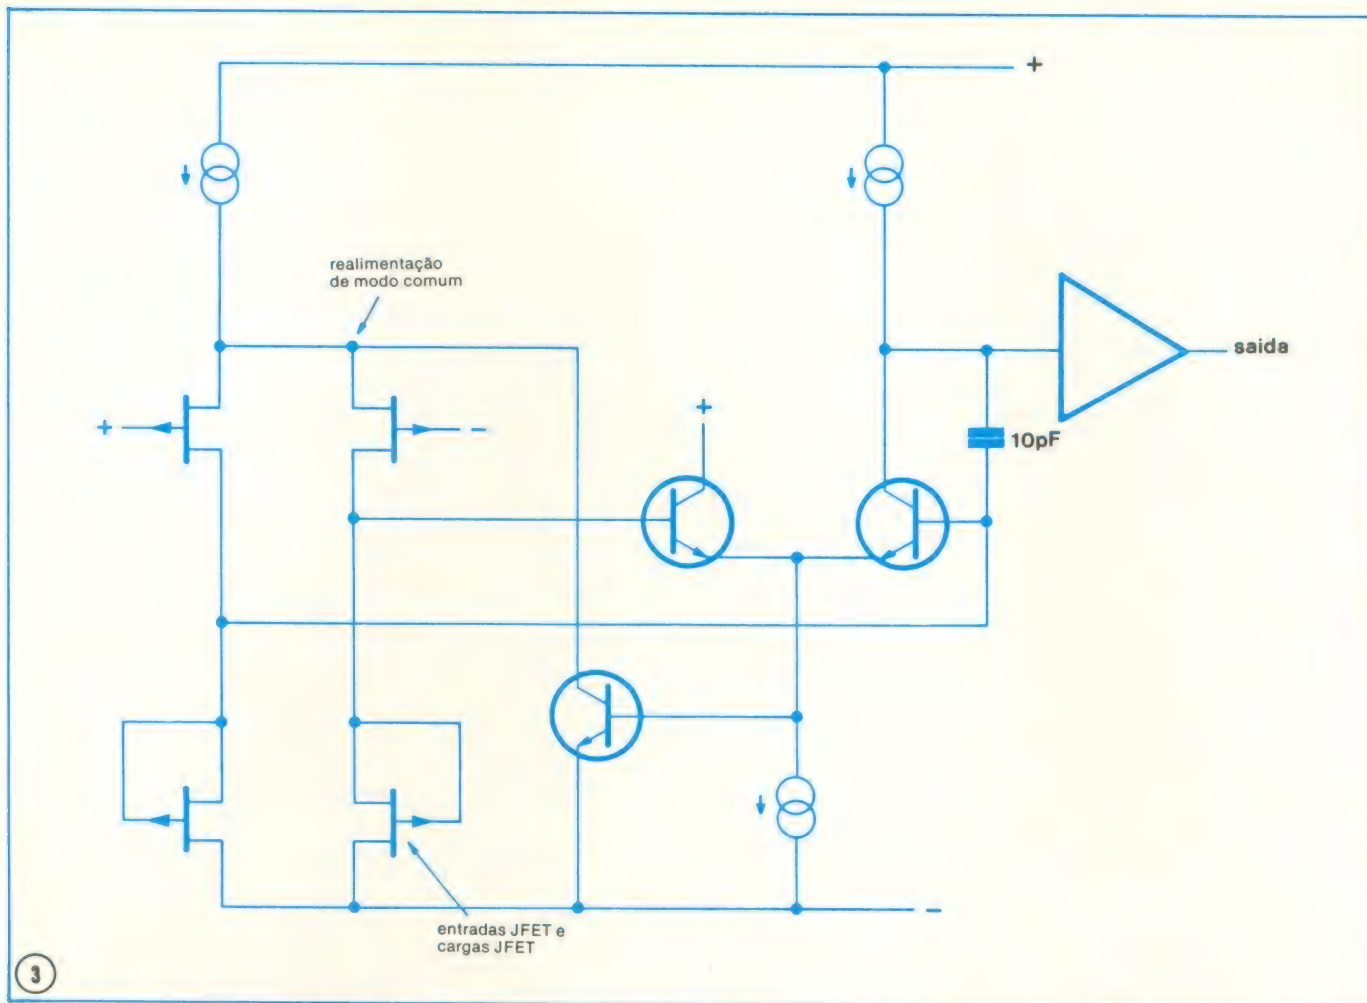 +
realimentação
de modo comum
saida
+ -
+
10pF
entradas JFET e
cargas JFET
-
3